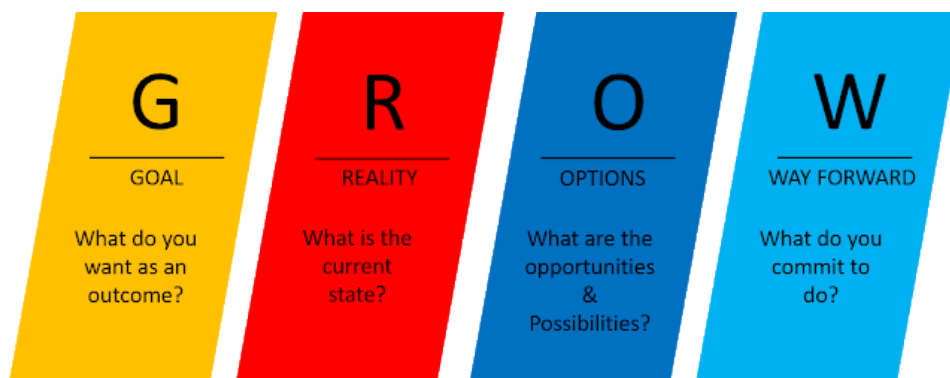 G
GOAL
What do you
want as an
outcome?
R
REALITY
What is the
current
state?
O
OPTIONS
What are the
opportunities
&
Possibilities?
W
WAY FORWARD
What do you
commit to
do?